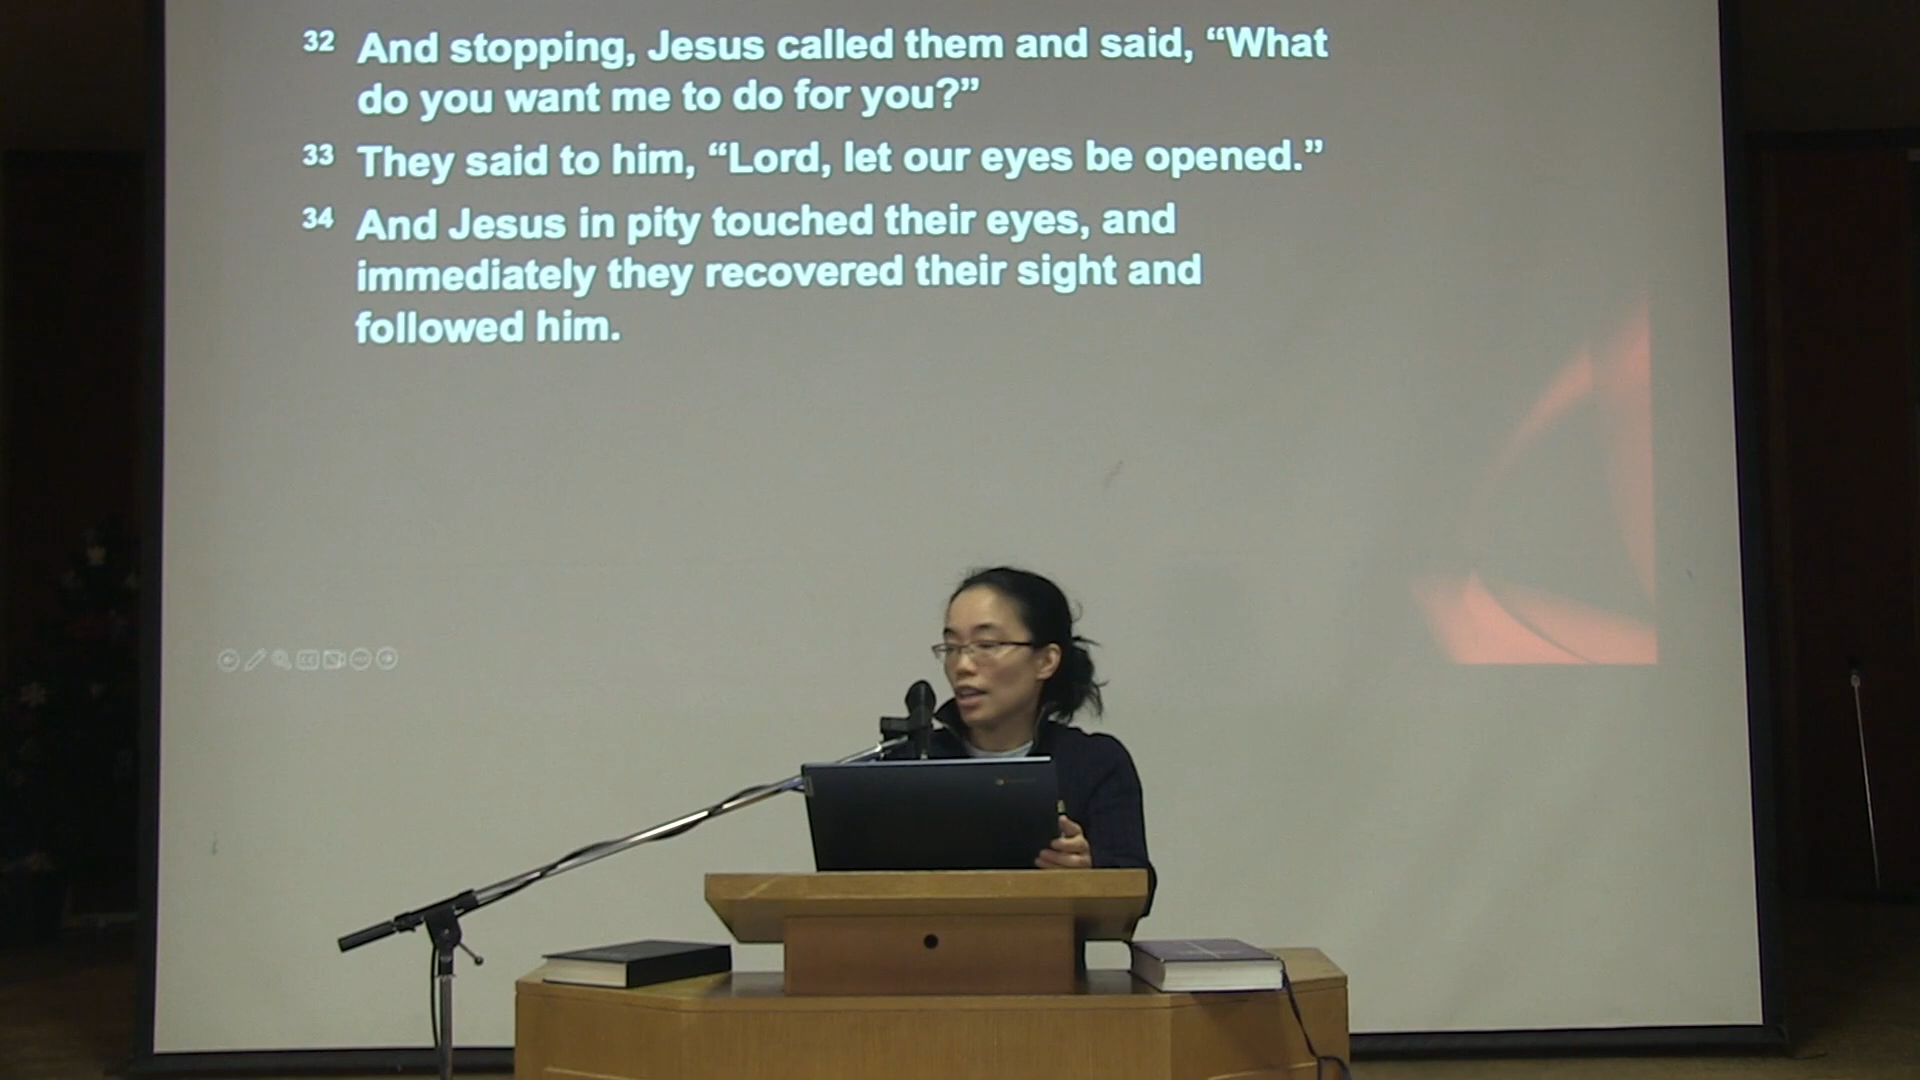 32 And stopping, Jesus called them and said, “What
do you want me to do for you?”
33 They said to him, “Lord, let our eyes be opened.”
34 And Jesus in pity touched their eyes, and
immediately they recovered their sight and
followed him.